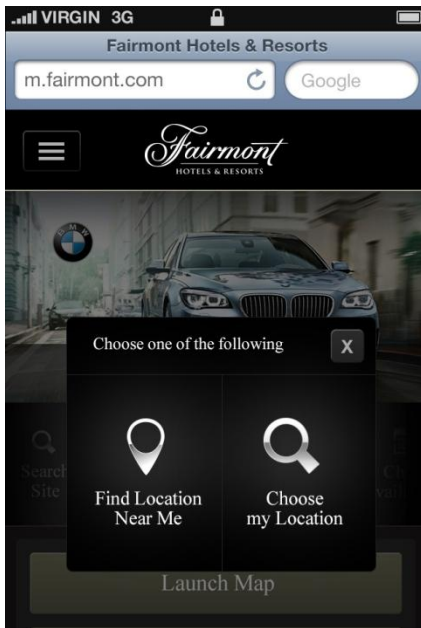 VIRGIN 3G
Fairmont Hotels & Resorts
m.fairmont.com
Google
Fairmont
HOTELS & RESORTS
BMW
Choose one of the following
X
Search
Site
Find Location
Near Me
Choose
my Location
Launch Map